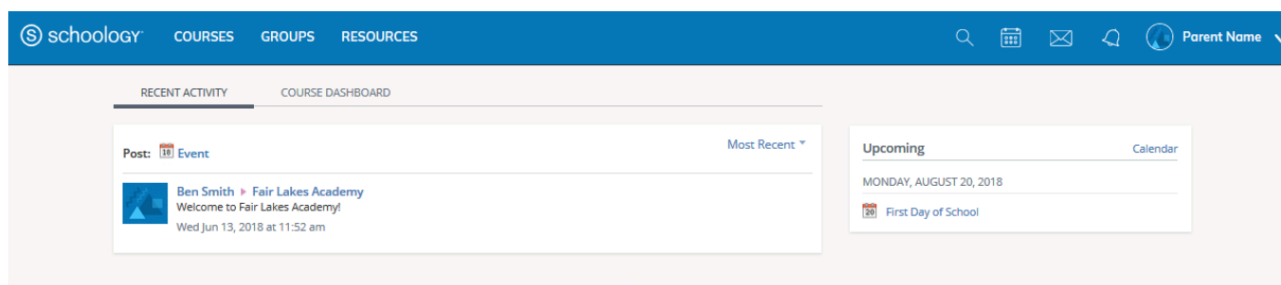 schoology COURSES GROUPS RESOURCES Parent Name
RECENT ACTIVITY COURSE DASHBOARD
Post: 18 Event Most Recent
Ben Smith Fair Lakes Academy
Welcome to Fair Lakes Academy!
Wed Jun 13, 2018 at 11:52 am
Upcoming Calendar
MONDAY, AUGUST 20, 2018
20 First Day of School